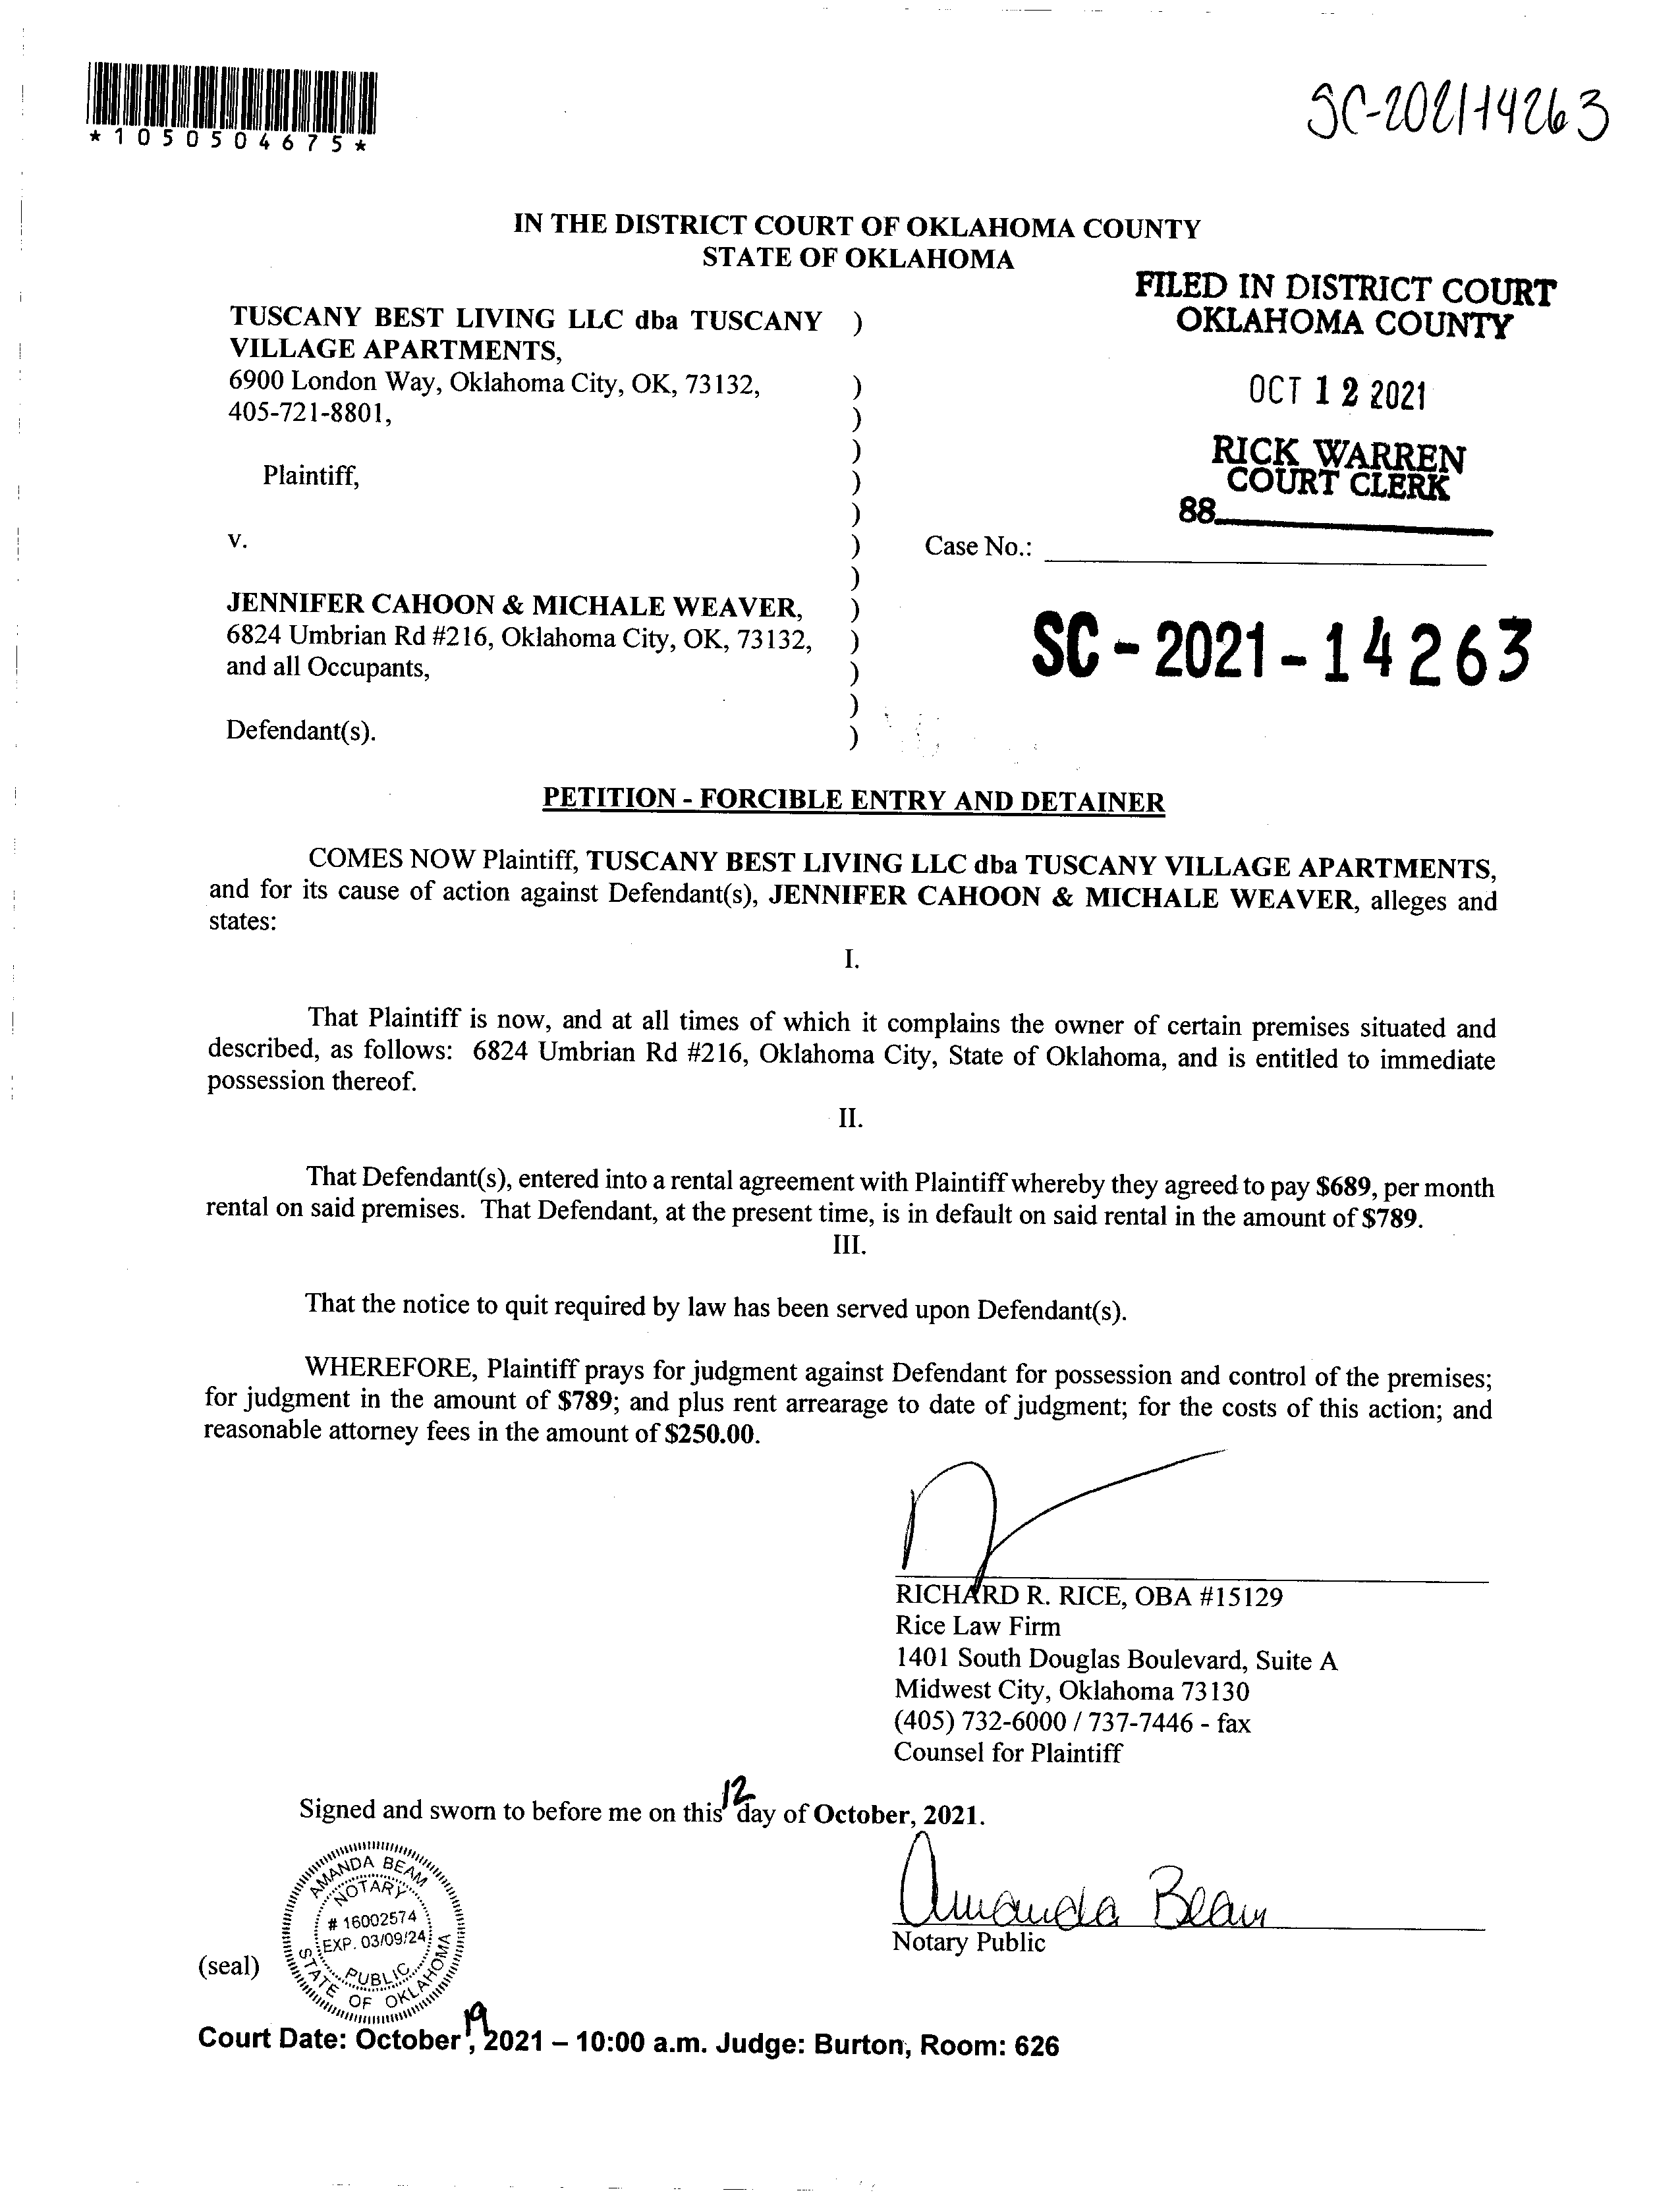 *1050504675*
SC-2021-14263
IN THE DISTRICT COURT OF OKLAHOMA COUNTY
STATE OF OKLAHOMA
FILED IN DISTRICT COURT
OKLAHOMA COUNTY
OCT 12 2021
RICK WARREN
COURT CLERK
88
TUSCANY BEST LIVING LLC dba TUSCANY )
VILLAGE APARTMENTS,
6900 London Way, Oklahoma City, OK, 73132, )
405-721-8801, )
)
Plaintiff, )
)
v. ) Case No.:
)
JENNIFER CAHOON & MICHALE WEAVER, )
6824 Umbrian Rd #216, Oklahoma City, OK, 73132, )
and all Occupants, )
)
Defendant(s). )
SC-2021-14263
PETITION - FORCIBLE ENTRY AND DETAINER
COMES NOW Plaintiff, TUSCANY BEST LIVING LLC dba TUSCANY VILLAGE APARTMENTS,
and for its cause of action against Defendant(s), JENNIFER CAHOON & MICHALE WEAVER, alleges and
states:
I.
That Plaintiff is now, and at all times of which it complains the owner of certain premises situated and
described, as follows: 6824 Umbrian Rd #216, Oklahoma City, State of Oklahoma, and is entitled to immediate
possession thereof.
II.
That Defendant(s), entered into a rental agreement with Plaintiff whereby they agreed to pay $689, per month
rental on said premises. That Defendant, at the present time, is in default on said rental in the amount of $789.
III.
That the notice to quit required by law has been served upon Defendant(s).
WHEREFORE, Plaintiff prays for judgment against Defendant for possession and control of the premises;
for judgment in the amount of $789; and plus rent arrearage to date of judgment; for the costs of this action; and
reasonable attorney fees in the amount of $250.00.
RICHARD R. RICE, OBA #15129
Rice Law Firm
1401 South Douglas Boulevard, Suite A
Midwest City, Oklahoma 73130
(405) 732-6000 / 737-7446 - fax
Counsel for Plaintiff
Signed and sworn to before me on this 12 day of October, 2021.
Amanda Beam
Notary Public
(seal)
AMANDA BEAM
NOTARY
# 16002574
EXP. 03/09/24
PUBLIC
STATE OF OKLAHOMA
Court Date: October 19, 2021 – 10:00 a.m. Judge: Burton, Room: 626